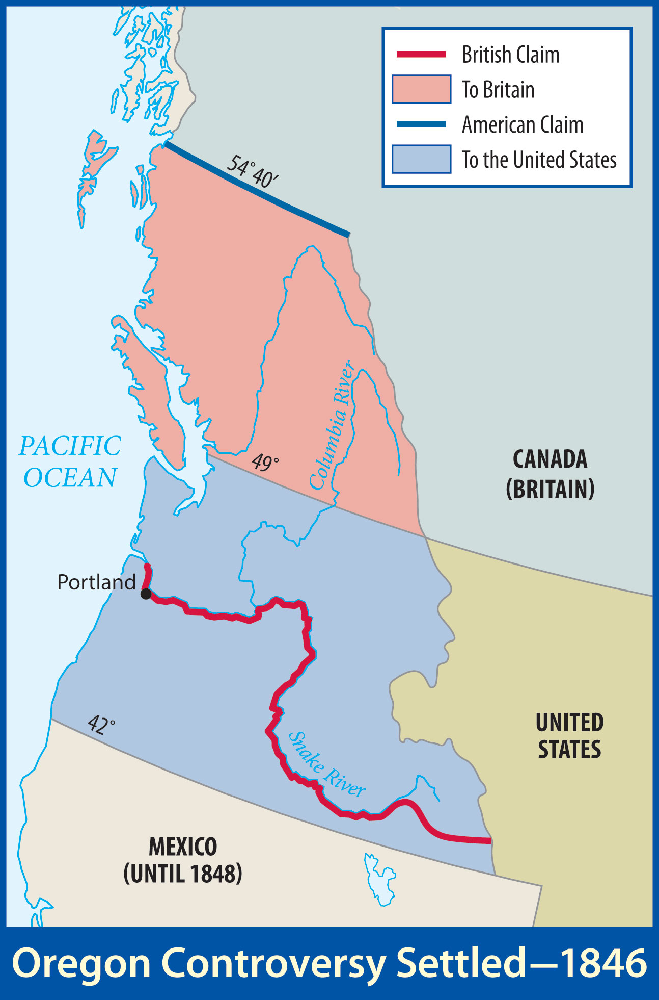 British Claim
To Britain
American Claim
To the United States
54°40′
Columbia River
49°
PACIFIC
OCEAN
CANADA
(BRITAIN)
Portland
42°
Snake River
UNITED
STATES
MEXICO
(UNTIL 1848)
Oregon Controversy Settled—1846